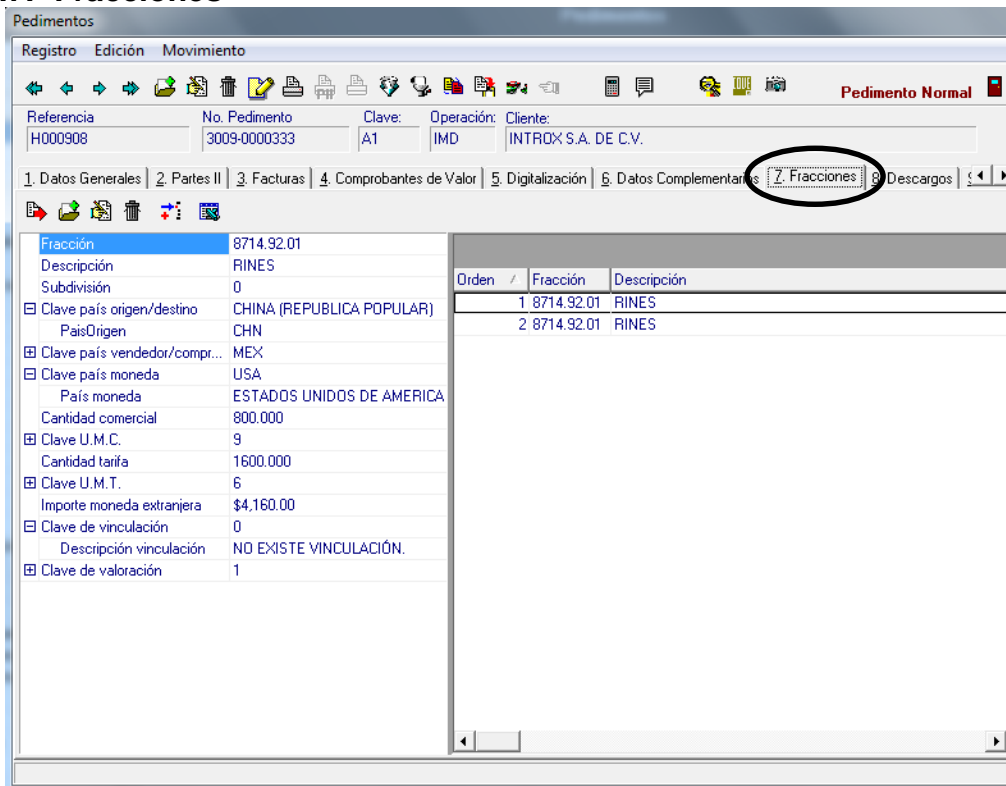 Fracciones
Pedimentos
Registro Edición Movimiento
Pedimento Normal
Referencia No. Pedimento Clave: Operación: Cliente:
H000908 3009-0000333 A1 IMD INTROX S.A. DE C.V.
1. Datos Generales 2. Partes II 3. Facturas 4. Comprobantes de Valor 5. Digitalización 6. Datos Complementarios 7. Fracciones 8. Descargos
Fracción 8714.92.01
Descripción RINES
Subdivisión 0
Clave país origen/destino CHINA (REPUBLICA POPULAR)
PaisOrigen CHN
Clave país vendedor/compr... MEX
Clave país moneda USA
País moneda ESTADOS UNIDOS DE AMERICA
Cantidad comercial 800.000
Clave U.M.C. 9
Cantidad tarifa 1600.000
Clave U.M.T. 6
Importe moneda extranjera $4,160.00
Clave de vinculación 0
Descripción vinculación NO EXISTE VINCULACIÓN.
Clave de valoración 1
Orden Fracción Descripción
1 8714.92.01 RINES
2 8714.92.01 RINES